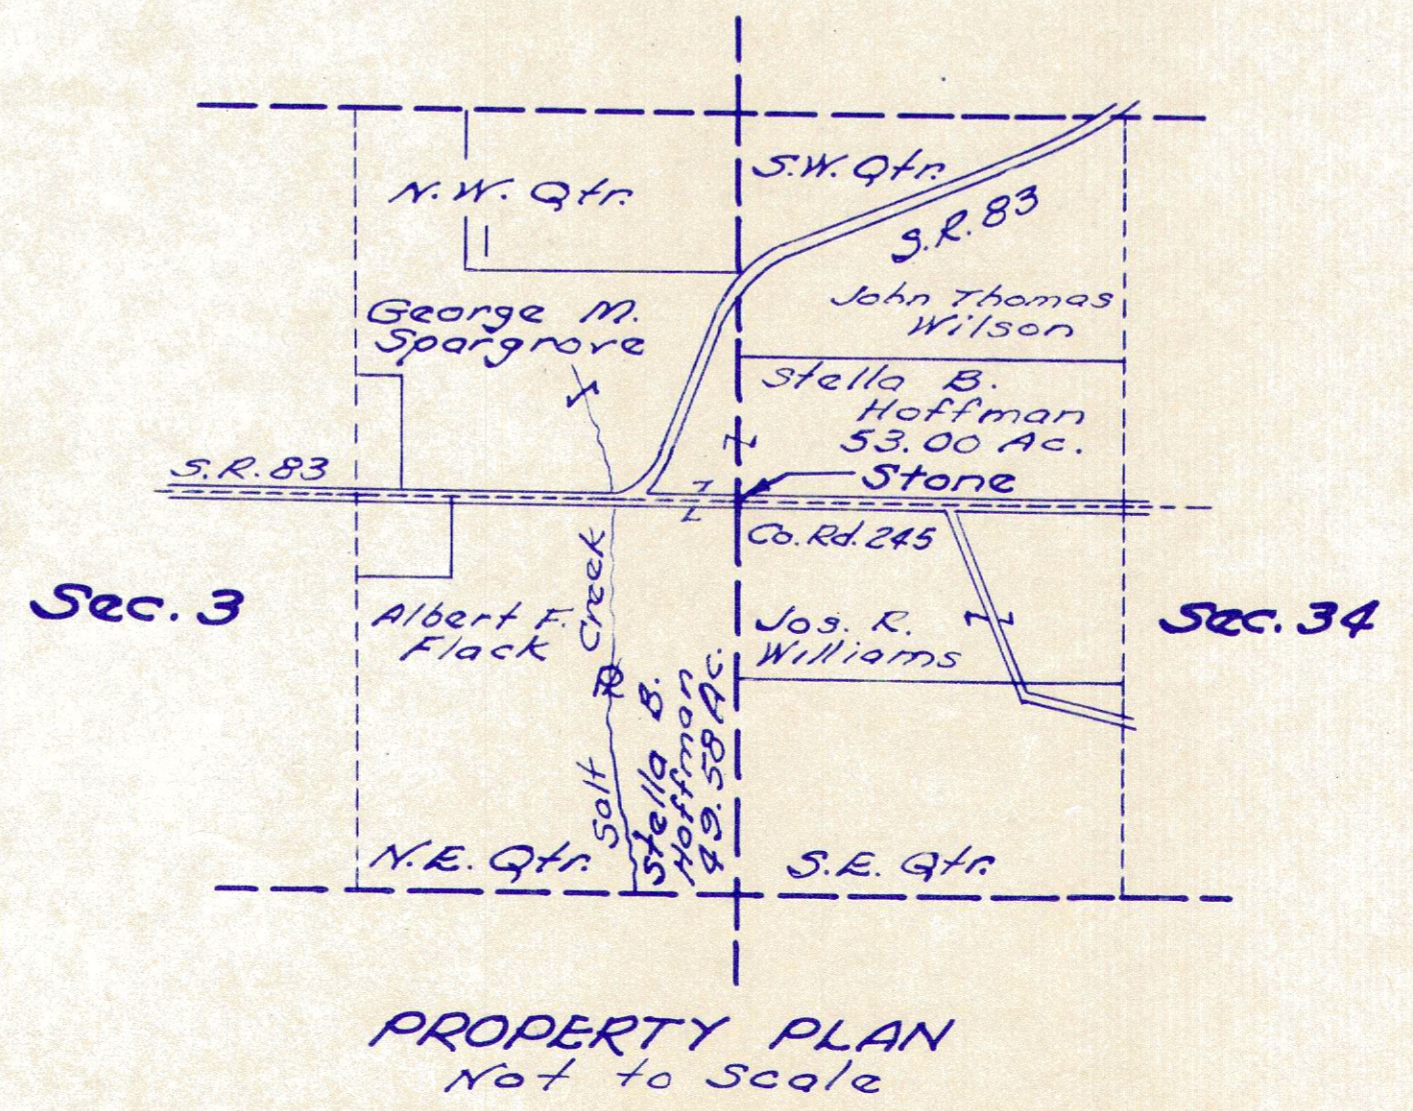 N.W. Qtr.
S.W. Qtr.
S.R. 83
George M.
Spargrove
John Thomas
Wilson
Stella B.
Hoffman
53.00 Ac.
Stone
S.R. 83
Co. Rd. 245
Sec. 3
Albert F.
Flack
Salt Creek
Jos. R.
Williams
Sec. 34
Stella B.
Hoffman
49.58 Ac.
N.E. Qtr.
S.E. Qtr.
PROPERTY PLAN
Not to Scale